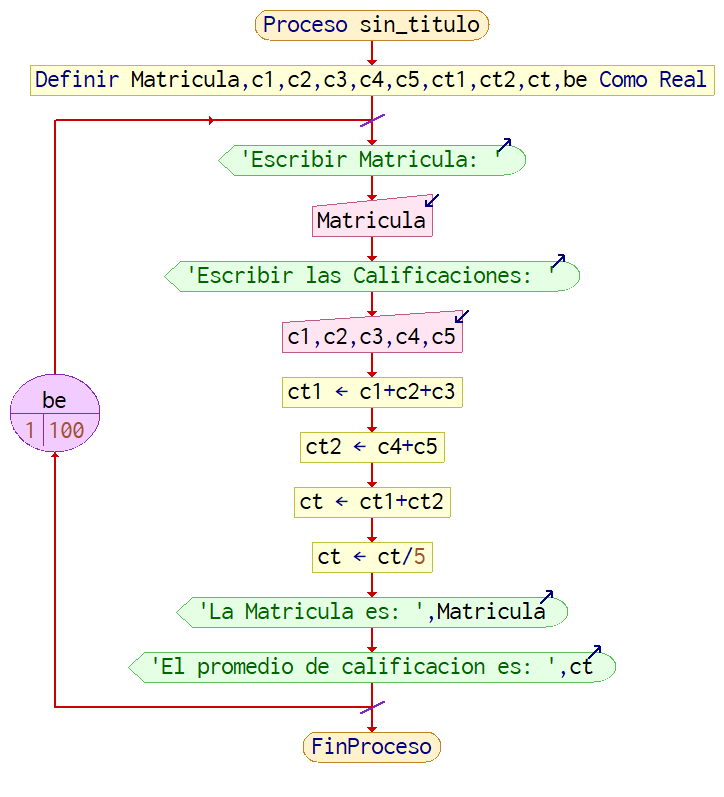 Proceso sin_titulo
Definir Matricula,c1,c2,c3,c4,c5,ct1,ct2,ct,be Como Real
'Escribir Matricula: '
Matricula
'Escribir las Calificaciones: '
c1,c2,c3,c4,c5
ct1 ← c1+c2+c3
be
1 100
ct2 ← c4+c5
ct ← ct1+ct2
ct ← ct/5
'La Matricula es: ',Matricula
'El promedio de calificacion es: ',ct
FinProceso